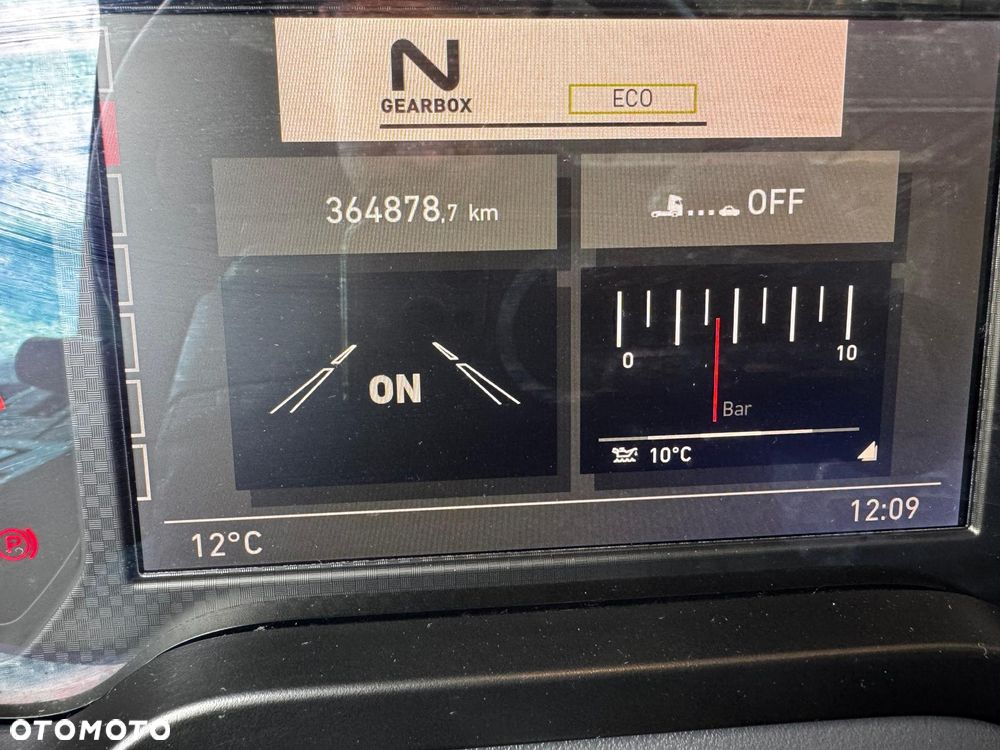 N
GEARBOX
ECO
364878,7 km
OFF
ON
0
10
Bar
10°C
12°C
12:09
P
OTOMOTO